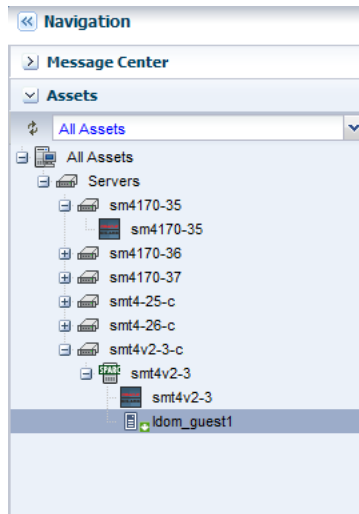 Navigation
Message Center
Assets
All Assets
All Assets
Servers
sm4170-35
sm4170-35
sm4170-36
sm4170-37
smt4-25-c
smt4-26-c
smt4v2-3-c
SPARC
smt4v2-3
smt4v2-3
ldom_guest1